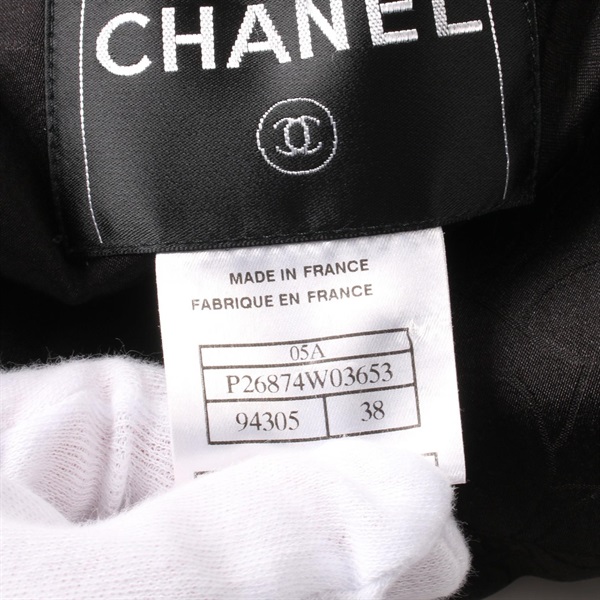 CHANEL
MADE IN FRANCE
FABRIQUE EN FRANCE
05A
P26874W03653
94305 38